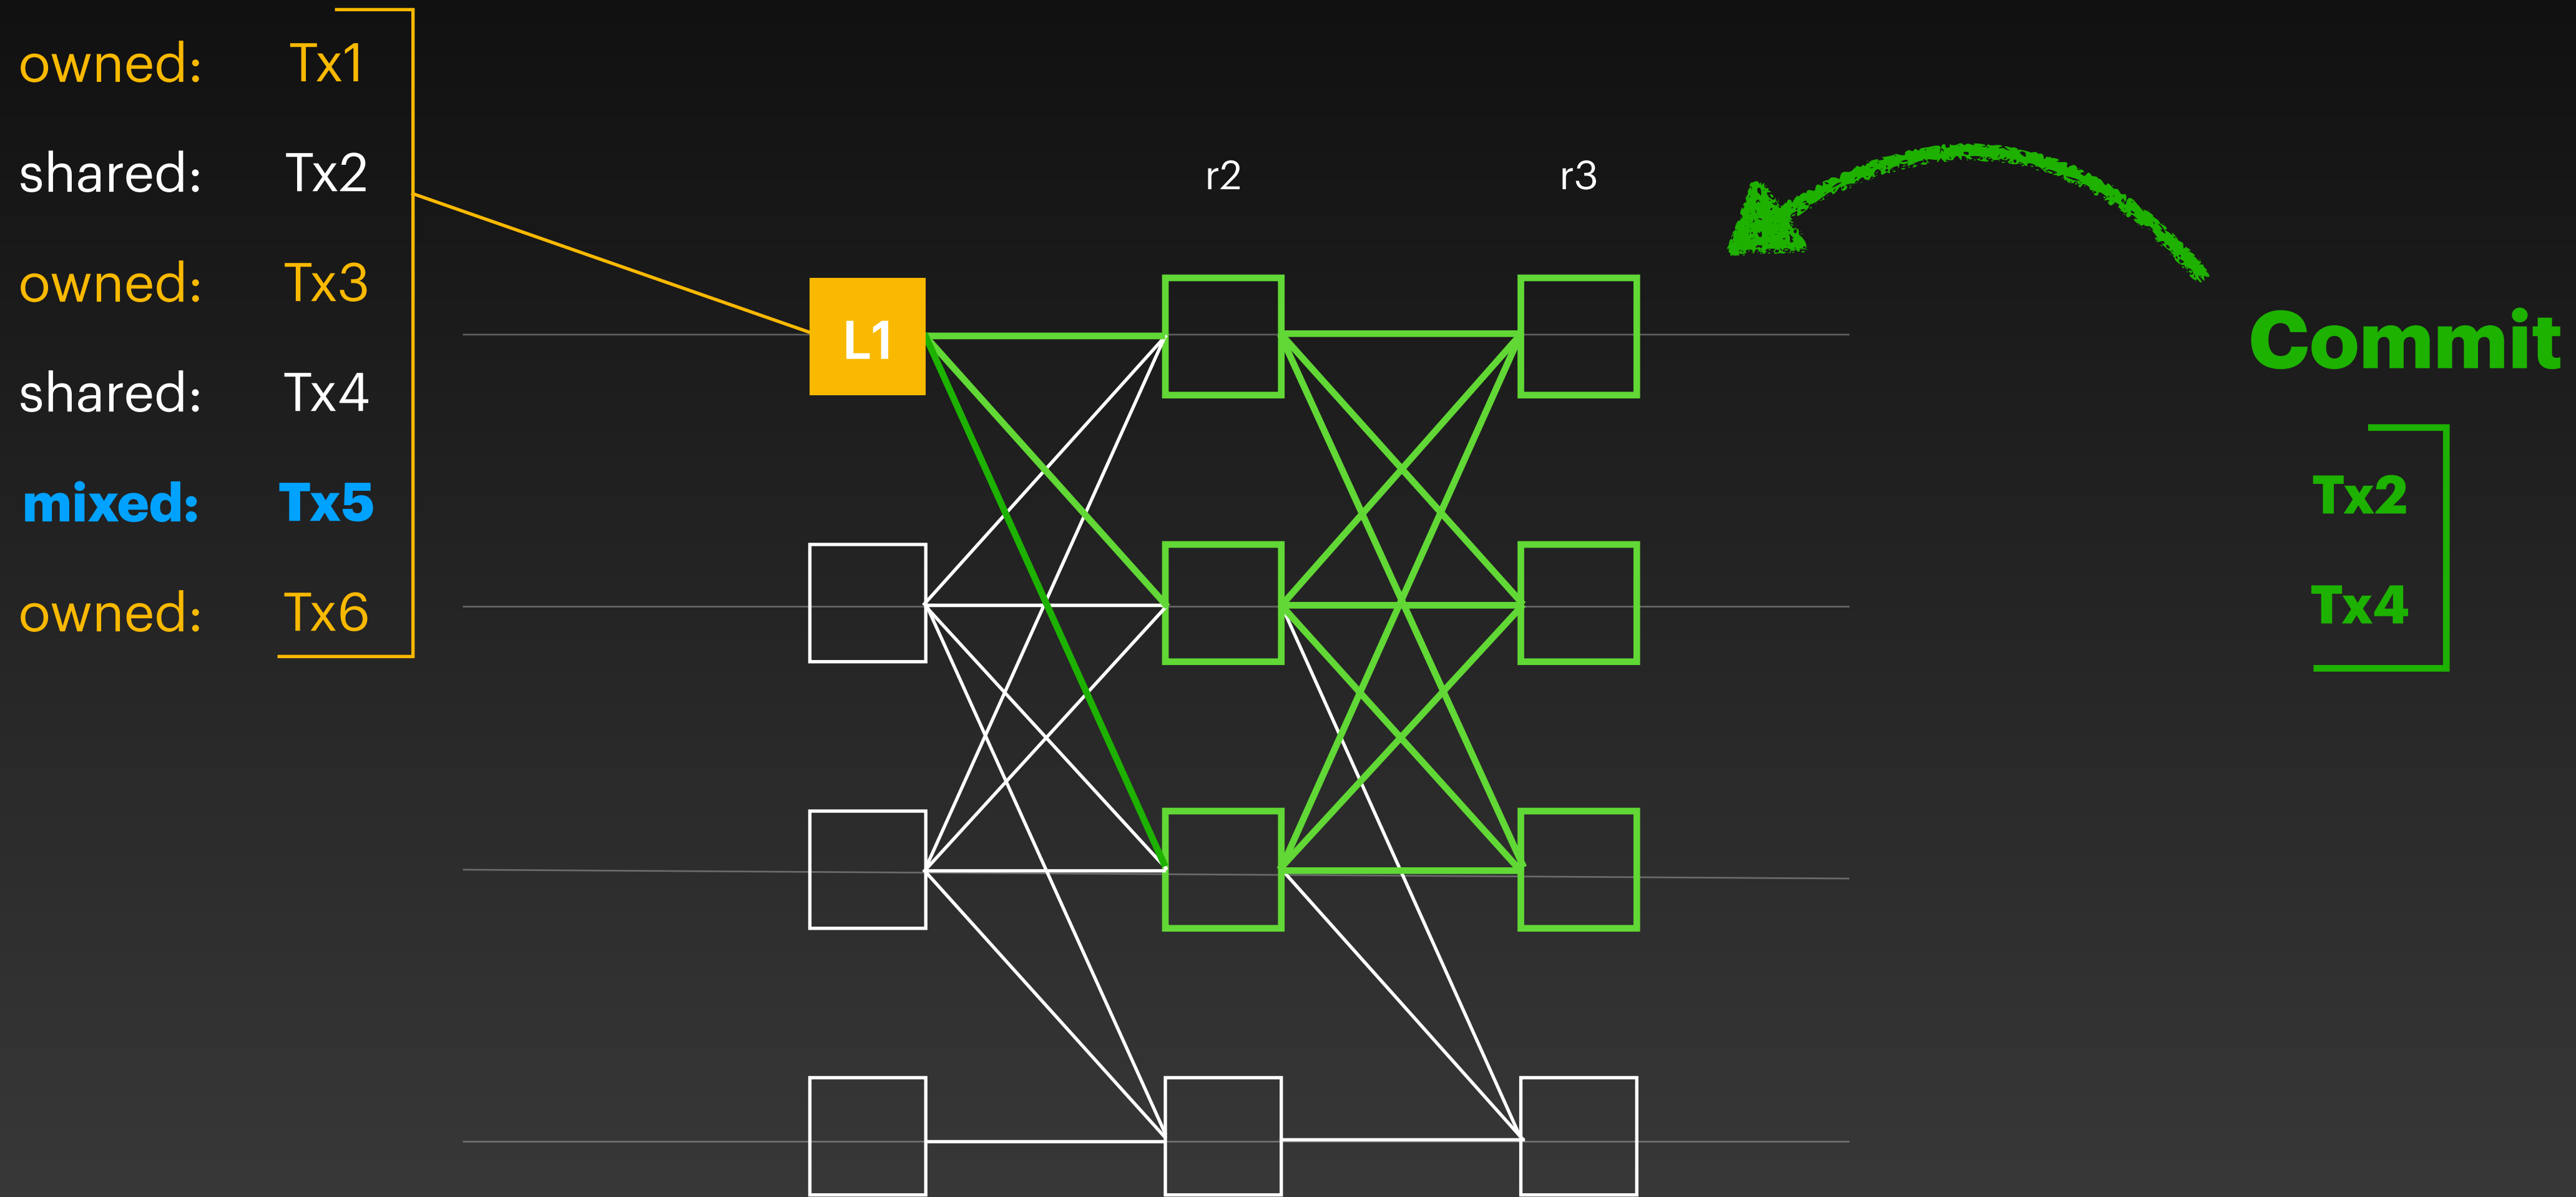 owned: Tx1
shared: Tx2
owned: Tx3
shared: Tx4
mixed: Tx5
owned: Tx6
r2
r3
L1
Commit
Tx2
Tx4